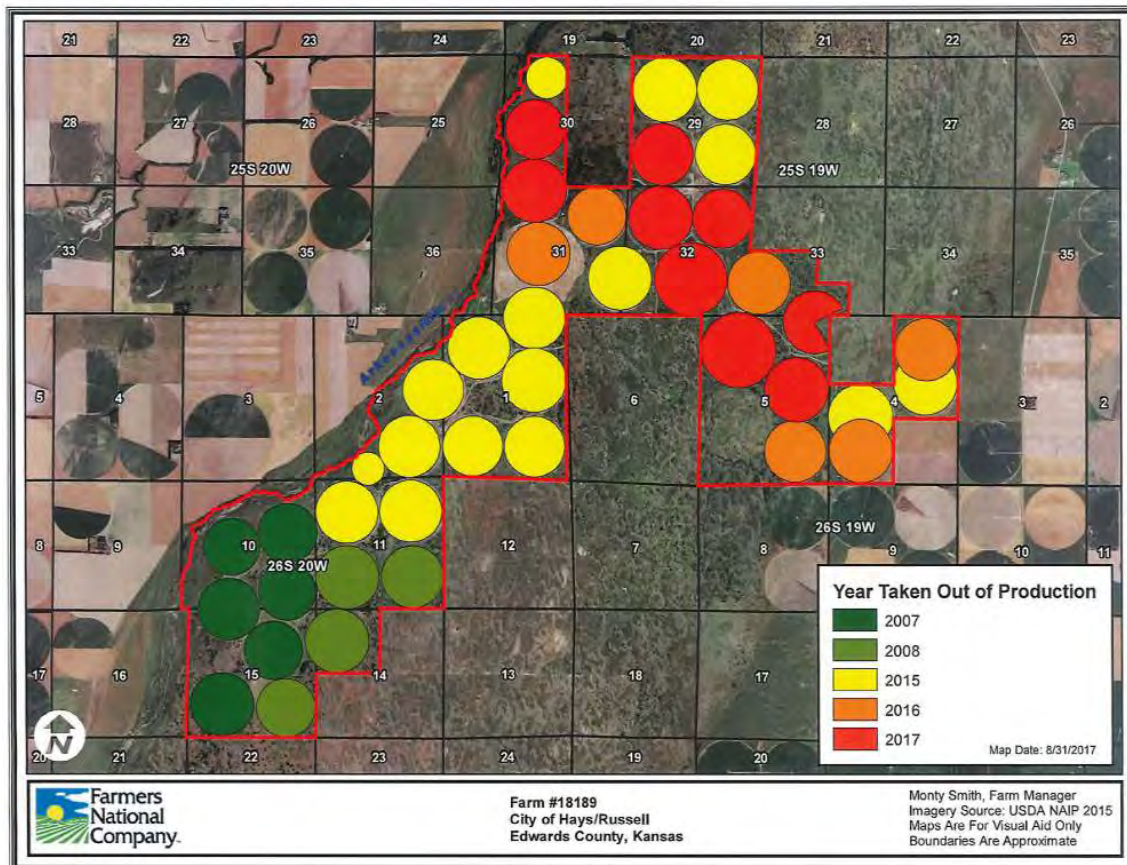 21 22 23 24 19 20 21 22 23
28 27 26 25 30 29 28 27 26
25S 20W 25S 19W
33 34 35 36 31 32 33 34 35
5 4 3 2 1 6 5 4 3 2
8 9 10 11 12 7 8 9 10 11
26S 20W 26S 19W
17 16 15 14 13 18 17
20 21 22 23 24 19 20
N
Year Taken Out of Production
2007
2008
2015
2016
2017
Map Date: 8/31/2017
Farmers
National
Company
Farm #18189
City of Hays/Russell
Edwards County, Kansas
Monty Smith, Farm Manager
Imagery Source: USDA NAIP 2015
Maps Are For Visual Aid Only
Boundaries Are Approximate